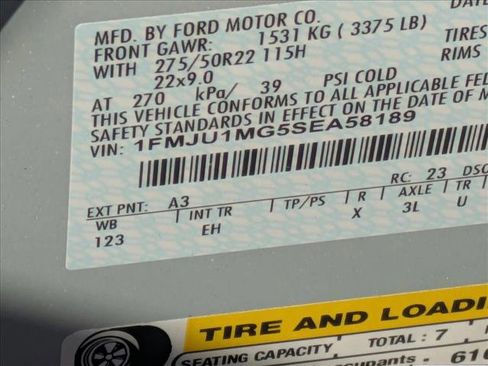 MFD. BY FORD MOTOR CO.
FRONT GAWR: 1531 KG ( 3375 LB)
WITH 275/50R22 115H
22x9.0
AT 270 kPa/ 39 PSI COLD
THIS VEHICLE CONFORMS TO ALL
SAFETY STANDARDS IN EFFECT ON THE DATE OF M
VIN: 1FMJU1MG5SEA58189
DATE
TIRES
RIMS
EXT PNT: A3 RC: 23 DSO
WB INT TR TP/PS R AXLE TR
123 EH X 3L U
TIRE AND LOADI
SEATING CAPACITY TOTAL: 7